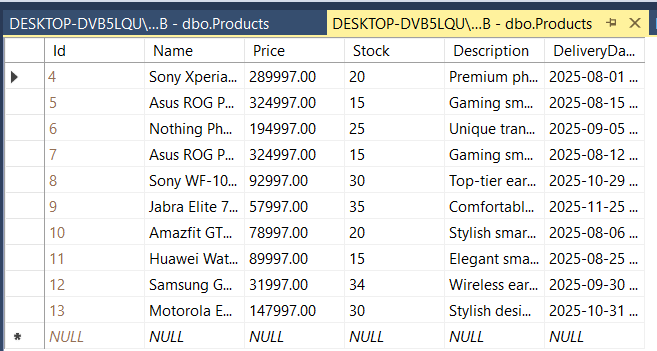 DESKTOP-DVB5LQU\...B - dbo.Products DESKTOP-DVB5LQU\...B - dbo.Products
Id Name Price Stock Description DeliveryDa...
4 Sony Xperia... 289997.00 20 Premium ph... 2025-08-01 ...
5 Asus ROG P... 324997.00 15 Gaming sm... 2025-08-15 ...
6 Nothing Ph... 194997.00 25 Unique tran... 2025-09-05 ...
7 Asus ROG P... 324997.00 15 Gaming sm... 2025-08-12 ...
8 Sony WF-10... 92997.00 30 Top-tier ear... 2025-10-29 ...
9 Jabra Elite 7... 57997.00 35 Comfortabl... 2025-11-25 ...
10 Amazfit GT... 78997.00 20 Stylish smar... 2025-08-06 ...
11 Huawei Wat... 89997.00 15 Elegant sma... 2025-08-25 ...
12 Samsung G... 31997.00 34 Wireless ear... 2025-09-30 ...
13 Motorola E... 147997.00 30 Stylish desi... 2025-10-31 ...
NULL NULL NULL NULL NULL NULL